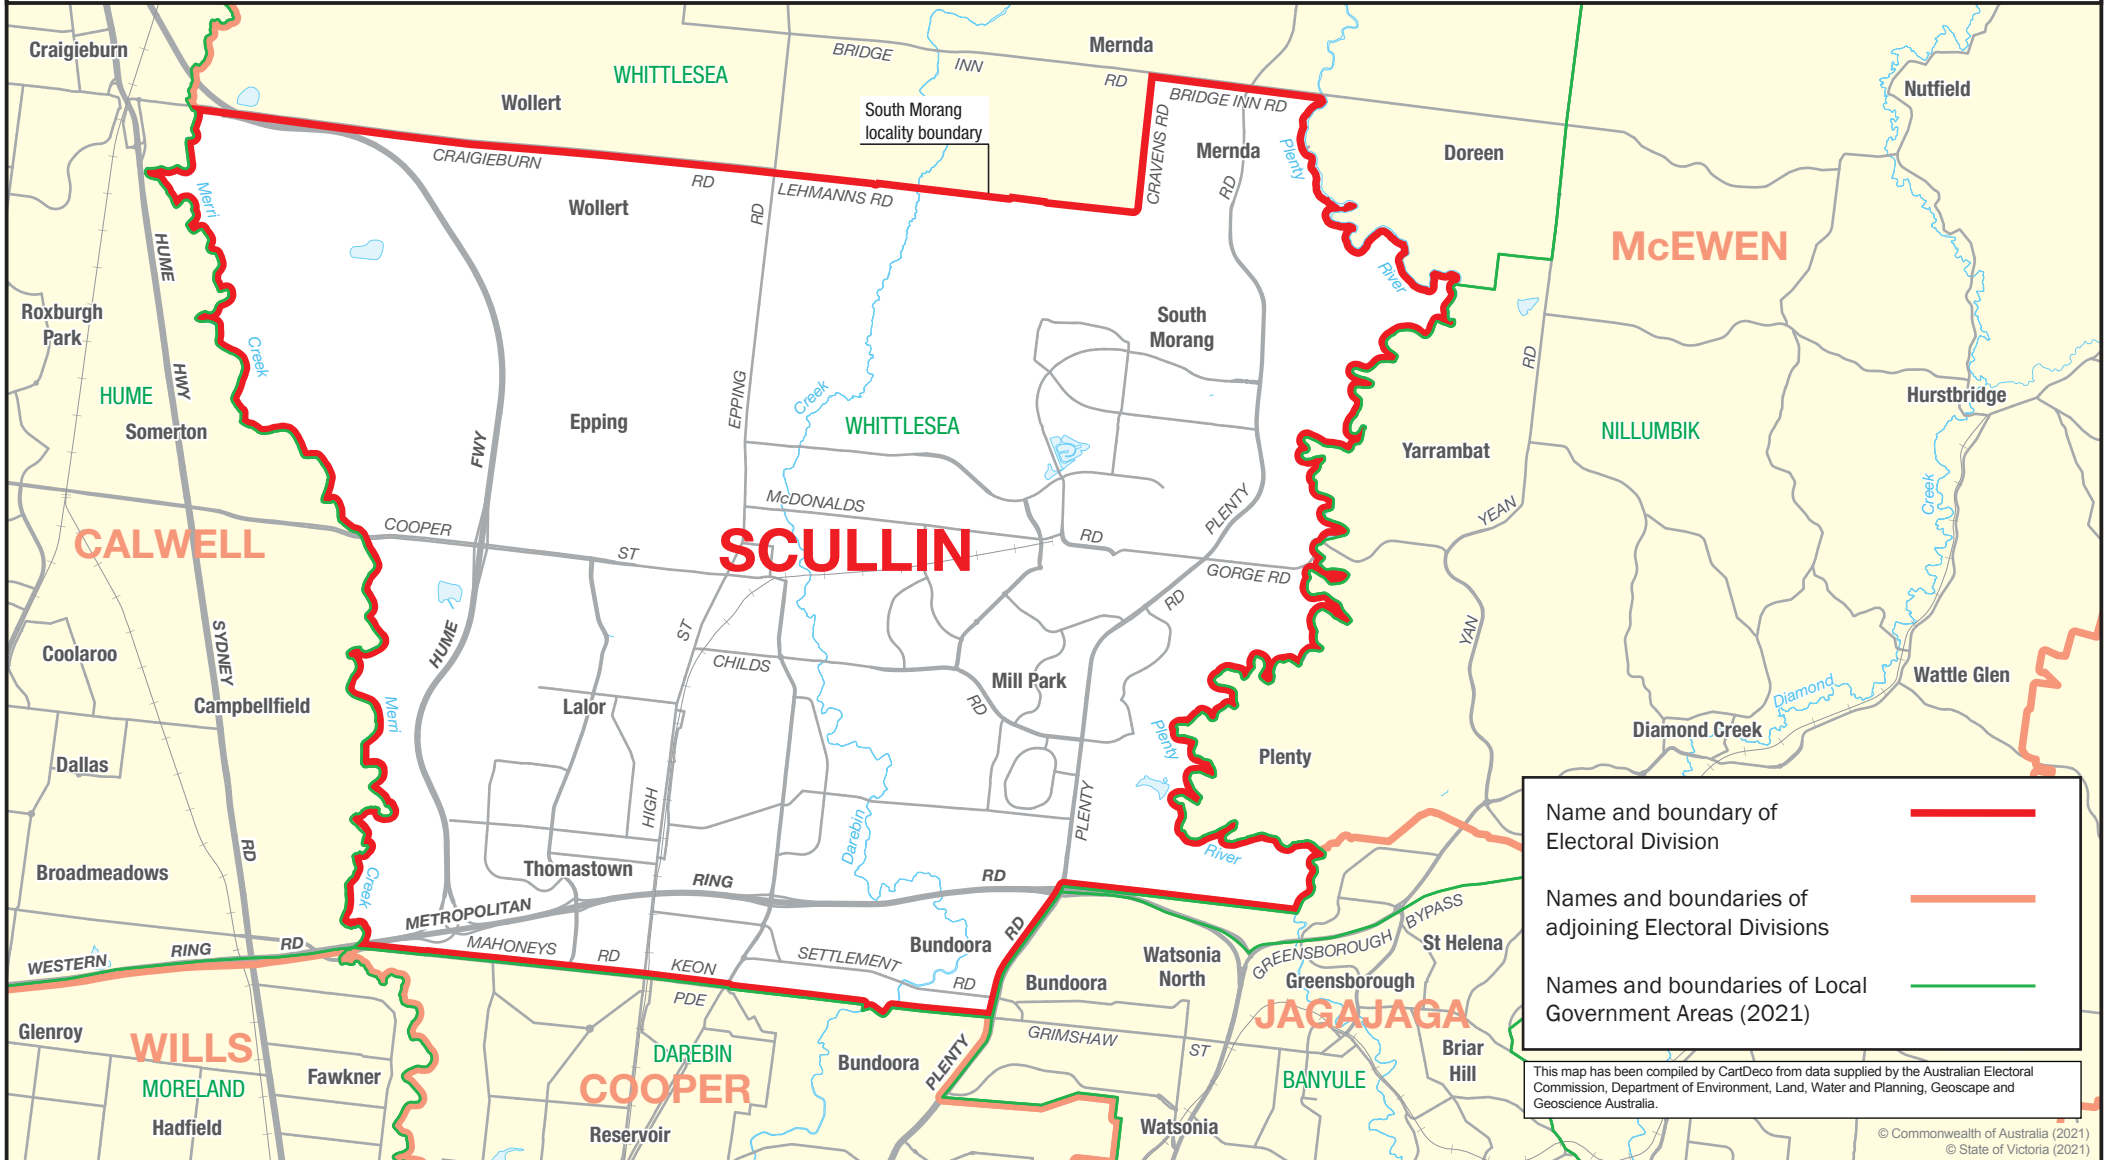 Craigieburn
WHITTLESEA
Wollert
BRIDGE
INN
RD
Mernda
Nutfield
South Morang
locality boundary
BRIDGE INN RD
CRAVENS RD
Mernda
RD
Plenty
Doreen
CRAIGIEBURN
RD
LEHMANNS RD
RD
Wollert
Merri
HUME
McEWEN
River
Roxburgh
Park
South
Morang
Creek
HWY
RD
HUME
Somerton
EPPING
Creek
Epping
WHITTLESEA
Hurstbridge
NILLUMBIK
Yarrambat
FWY
McDONALDS
PLENTY
YEAN
Creek
CALWELL
COOPER
ST
SCULLIN
RD
GORGE RD
RD
HUME
SYDNEY
ST
CHILDS
YAN
Coolaroo
Mill Park
RD
Wattle Glen
Diamond
Campbellfield
Merri
Lalor
Plenty
Diamond Creek
Dallas
Plenty
HIGH
PLENTY
Darebin
River
RD
Broadmeadows
Creek
Thomastown
RING
RD
METROPOLITAN
MAHONEYS
RD
KEON
PDE
SETTLEMENT
RD
Bundoora
RD
Bundoora
Watsonia
North
GREENSBOROUGH
BYPASS
St Helena
Greensborough
WESTERN
RING
RD
Glenroy
WILLS
MORELAND
Hadfield
Fawkner
DAREBIN
COOPER
Reservoir
Bundoora
PLENTY
GRIMSHAW
ST
JAGAJAGA
BANYULE
Briar
Hill
Watsonia
Name and boundary of
Electoral Division
Names and boundaries of
adjoining Electoral Divisions
Names and boundaries of Local
Government Areas (2021)
This map has been compiled by CartDeco from data supplied by the Australian Electoral
Commission, Department of Environment, Land, Water and Planning, Geoscape and
Geoscience Australia.
© Commonwealth of Australia (2021)
© State of Victoria (2021)